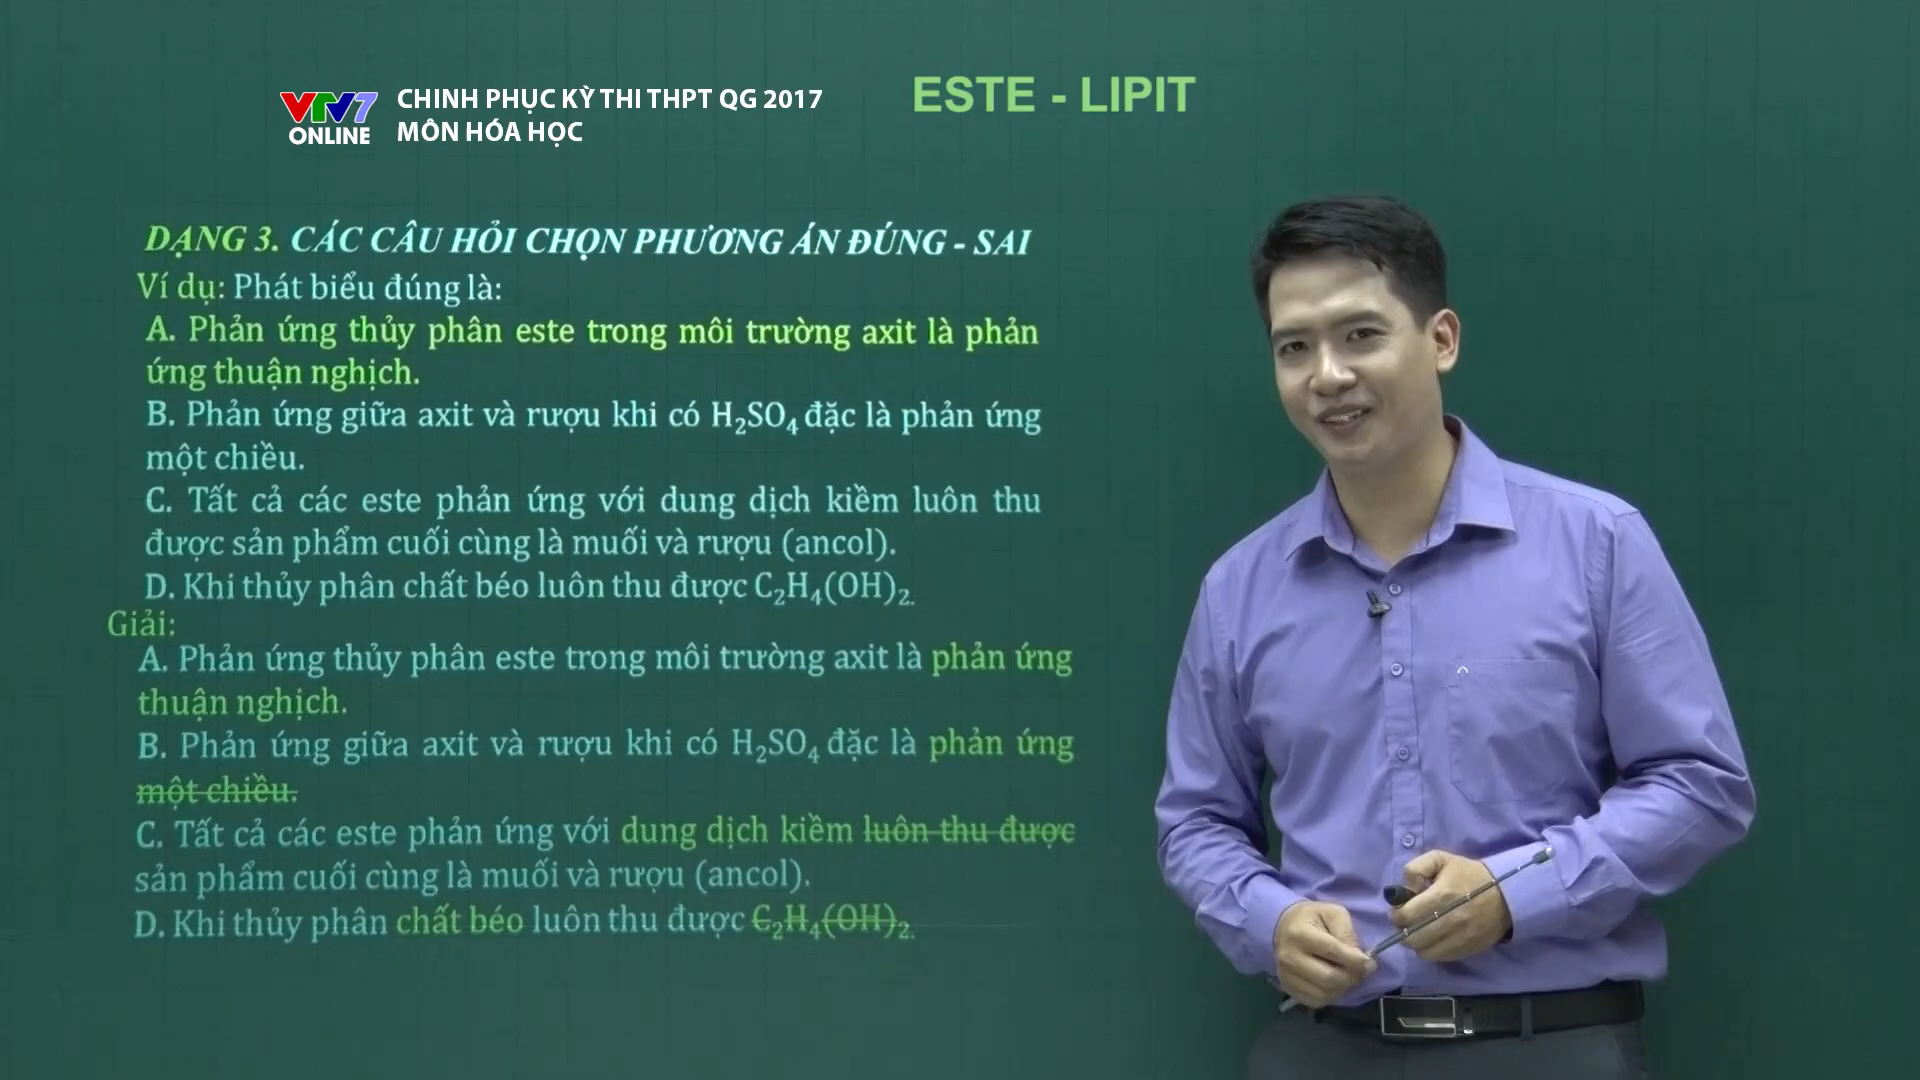 VTV7
ONLINE
CHINH PHỤC KỲ THI THPT QG 2017
MÔN HÓA HỌC
ESTE - LIPIT
DẠNG 3. CÁC CÂU HỎI CHỌN PHƯƠNG ÁN ĐÚNG - SAI
Ví dụ: Phát biểu đúng là:
A. Phản ứng thủy phân este trong môi trường axit là phản
ứng thuận nghịch.
B. Phản ứng giữa axit và rượu khi có H₂SO₄ đặc là phản ứng
một chiều.
C. Tất cả các este phản ứng với dung dịch kiềm luôn thu
được sản phẩm cuối cùng là muối và rượu (ancol).
D. Khi thủy phân chất béo luôn thu được C₂H₄(OH)₂.
Giải:
A. Phản ứng thủy phân este trong môi trường axit là phản ứng
thuận nghịch.
B. Phản ứng giữa axit và rượu khi có H₂SO₄ đặc là phản ứng
một chiều.
C. Tất cả các este phản ứng với dung dịch kiềm luôn thu được
sản phẩm cuối cùng là muối và rượu (ancol).
D. Khi thủy phân chất béo luôn thu được C₂H₄(OH)₂.